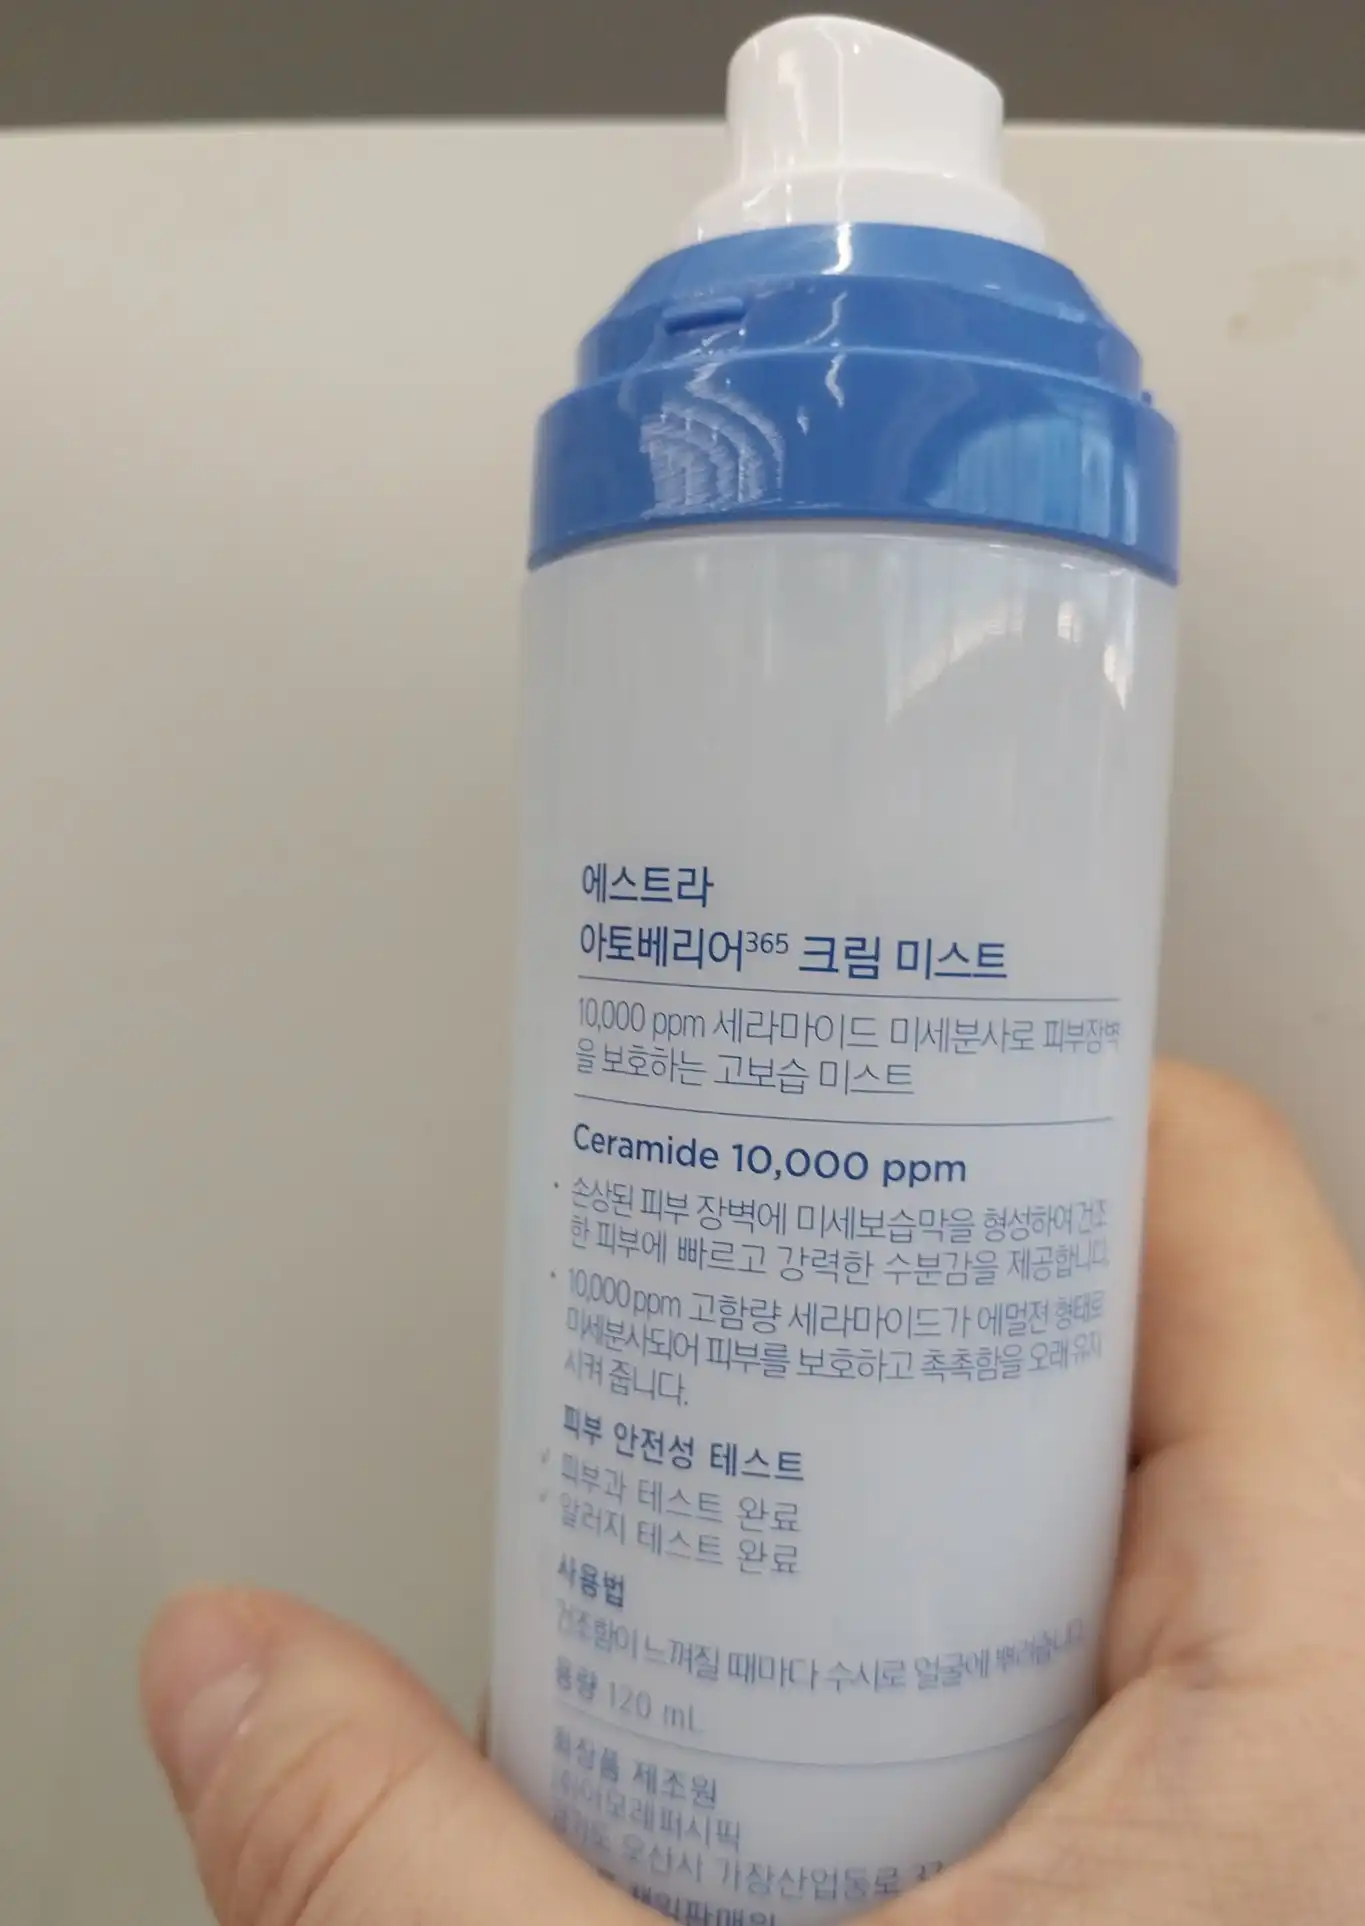 에스트라
아토베리어³⁶⁵ 크림 미스트
10,000 ppm 세라마이드 미세분사로 피부장벽
을 보호하는 고보습 미스트
Ceramide 10,000 ppm
• 손상된 피부 장벽에 미세보습막을 형성하여 건조
한 피부에 빠르고 강력한 수분감을 제공합니다.
• 10,000 ppm 고함량 세라마이드가 에멀젼 형태로
미세분사되어 피부를 보호하고 촉촉함을 오래 유지
시켜 줍니다.
피부 안전성 테스트
✓ 피부과 테스트 완료
✓ 알러지 테스트 완료
사용법
건조함이 느껴질 때마다 수시로 얼굴에 뿌려줍니다.
용량 120 mL
화장품 제조원
(주)아모레퍼시픽
경기도 오산시 가장산업동로
책임판매원